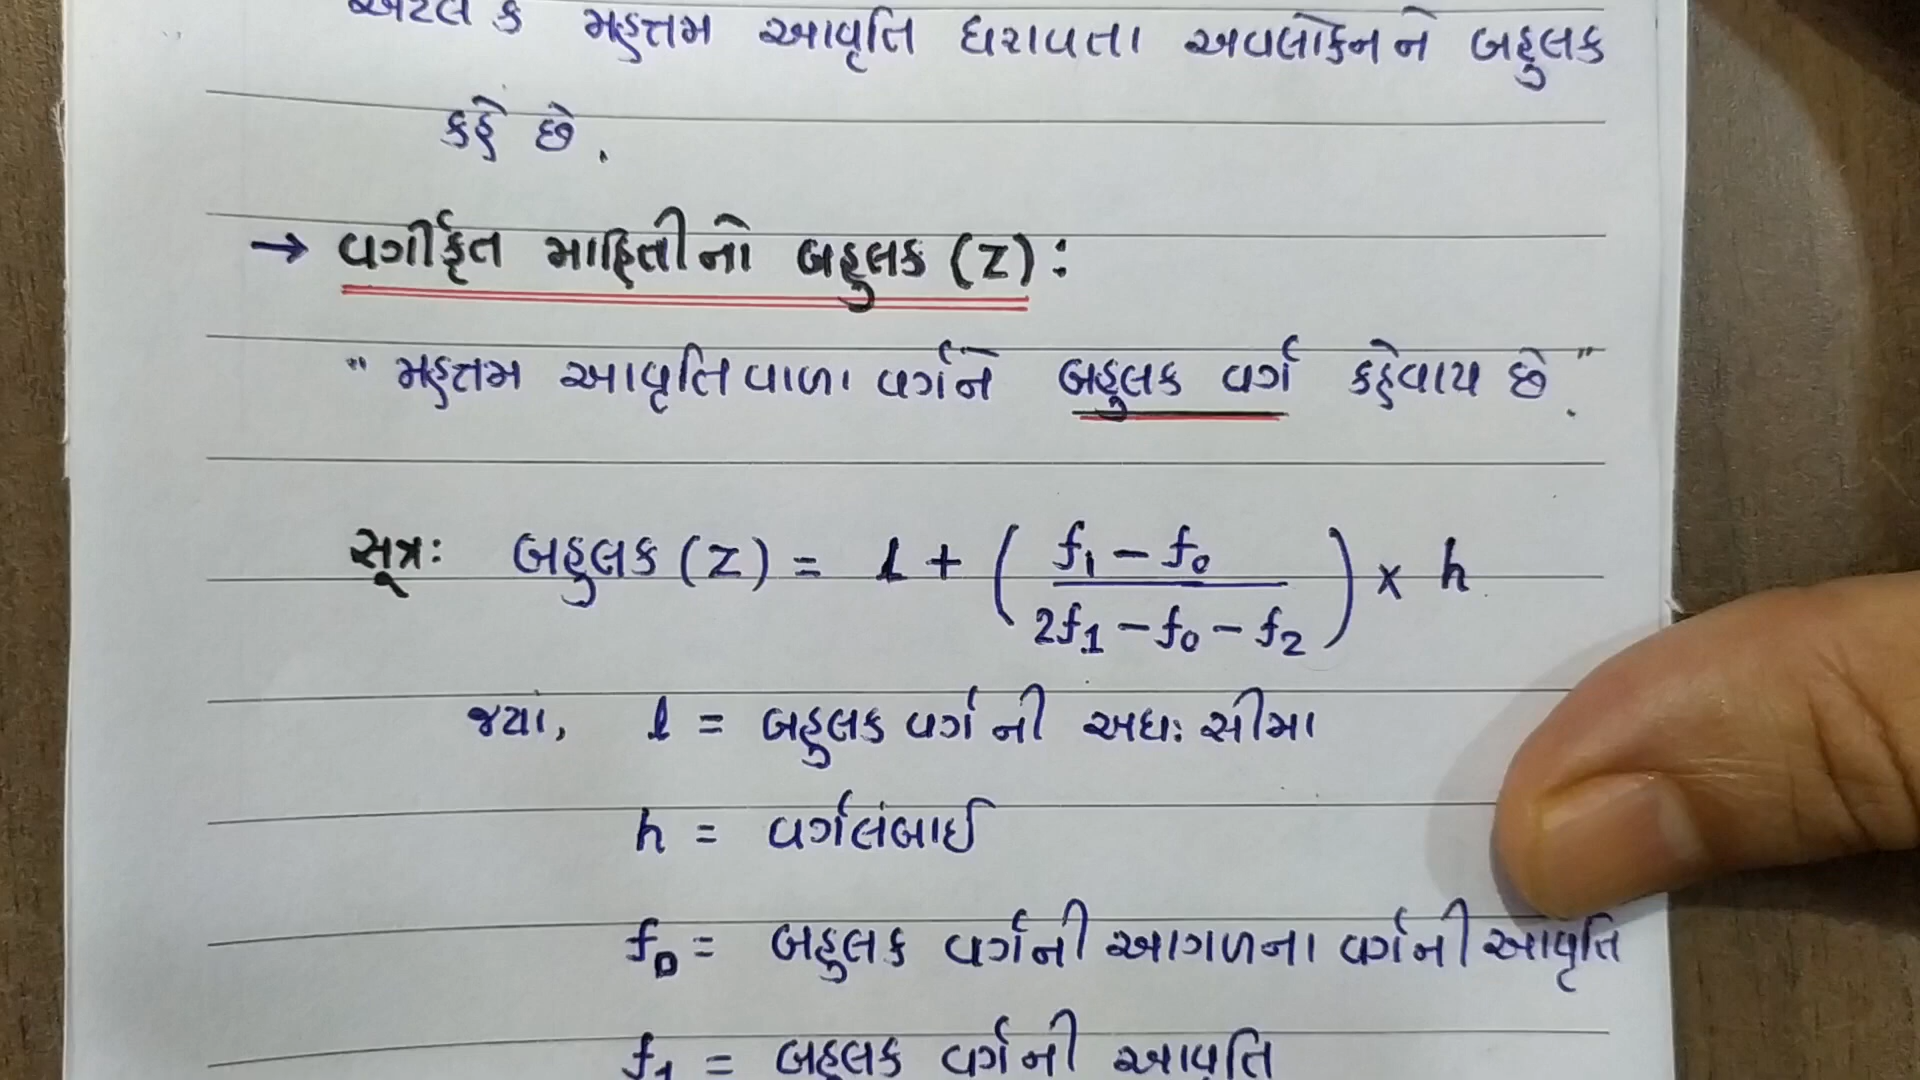 એટલે કે મહત્તમ આવૃતિ ધરાવતા અવલોકન ને બહુલક
કહે છે.
→ વર્ગીકૃત માહિતીનો બહુલક (Z):
" મહત્તમ આવૃતિ વાળા વર્ગને બહુલક વર્ગ કહેવાય છે".
સૂત્ર: બહુલક (Z) = l + ( f₁ - f₀ / 2f₁ - f₀ - f₂ ) × h
જ્યાં, l = બહુલક વર્ગ ની અધઃ સીમા
h = વર્ગલંબાઈ
f₀ = બહુલક વર્ગની આગળના વર્ગની આવૃતિ
f₁ = બહુલક વર્ગની આવૃતિ